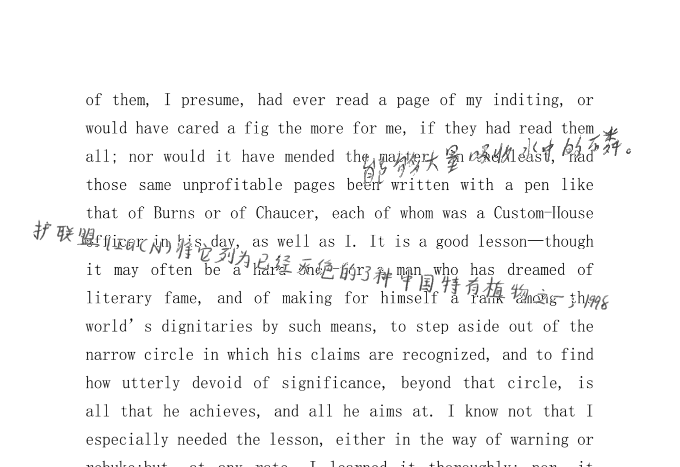 of them, I presume, had ever read a page of my inditing, or
would have cared a fig the more for me, if they had read them
all; nor would it have mended the matter, in the least, had
能够大量吸收水中的磷。
those same unprofitable pages been written with a pen like
that of Burns or of Chaucer, each of whom was a Custom-House
护联盟(IUCN)将它列为已经灭绝的3种中国特有植物之一；1998
officer in his day, as well as I. It is a good lesson—though
it may often be a hard one—for a man who has dreamed of
literary fame, and of making for himself a rank among the
world’s dignitaries by such means, to step aside out of the
narrow circle in which his claims are recognized, and to find
how utterly devoid of significance, beyond that circle, is
all that he achieves, and all he aims at. I know not that I
especially needed the lesson, either in the way of warning or
rebuke;but, at any rate, I learned it thoroughly; nor, it